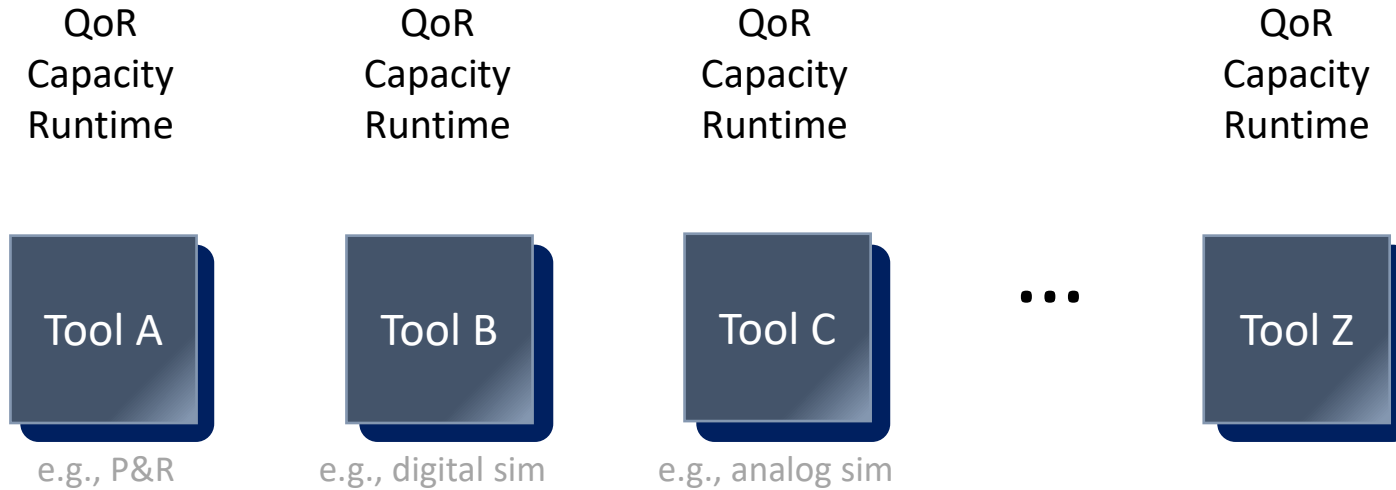 QoR
Capacity
Runtime
QoR
Capacity
Runtime
QoR
Capacity
Runtime
QoR
Capacity
Runtime
Tool A
Tool B
Tool C
...
Tool Z
e.g., P&R
e.g., digital sim
e.g., analog sim